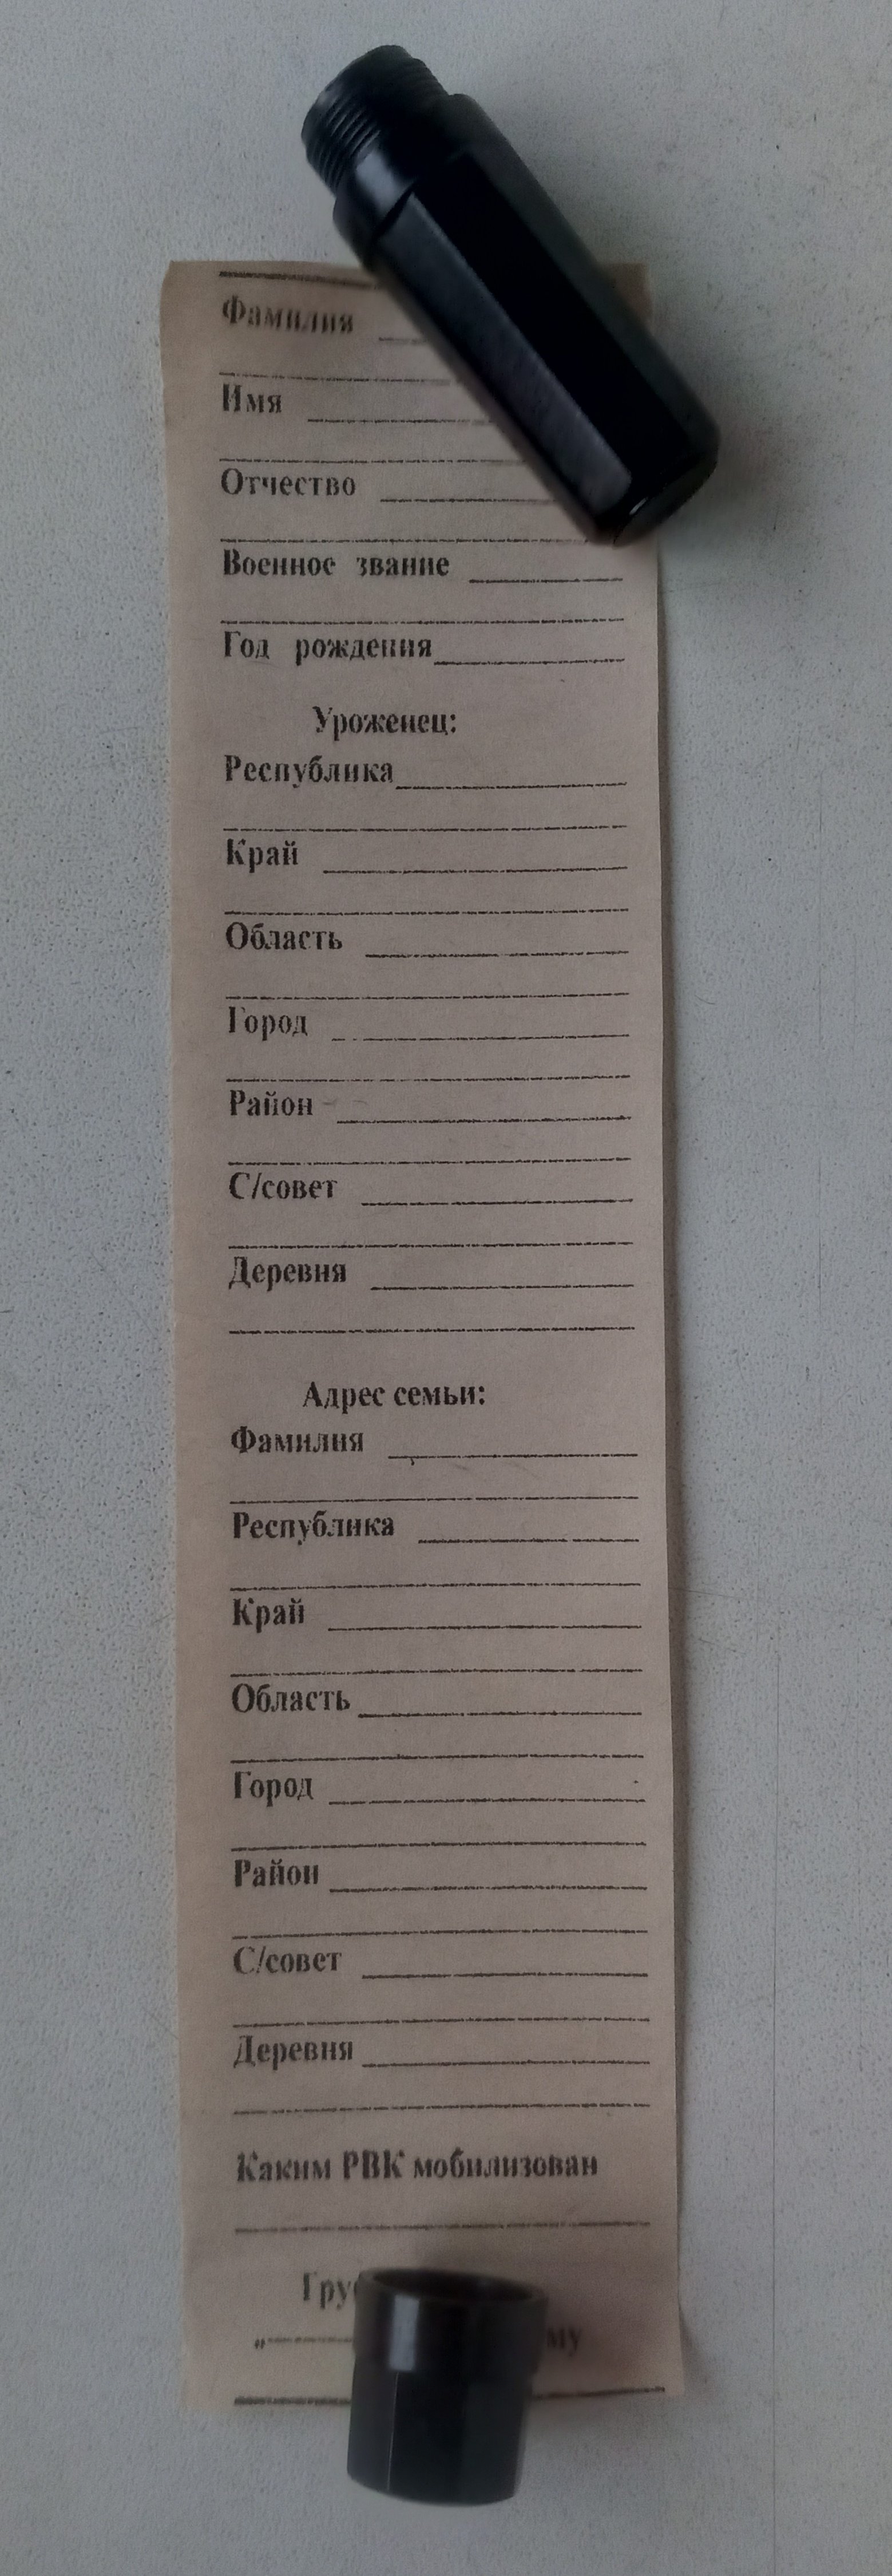 Фамилия
Имя
Отчество
Военное звание
Год рождения
Уроженец:
Республика
Край
Область
Город
Район
С/совет
Деревня
Адрес семьи:
Фамилия
Республика
Край
Область
Город
Район
С/совет
Деревня
Каким РВК мобилизован